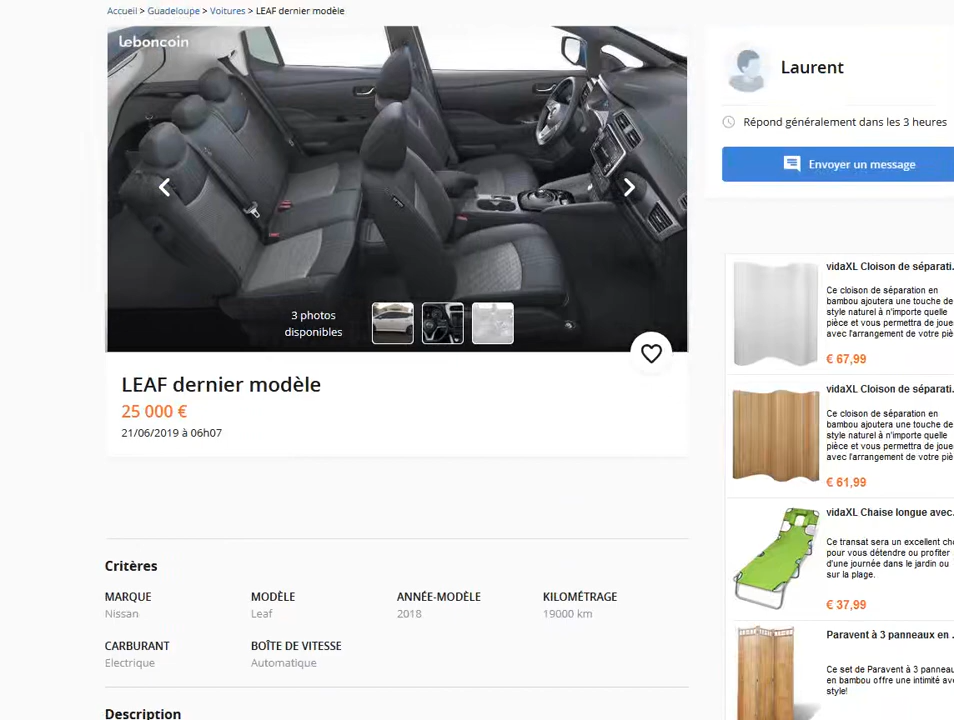 Accueil > Guadeloupe > Voitures > LEAF dernier modèle
leboncoin
3 photos
disponibles
LEAF dernier modèle
25 000 €
21/06/2019 à 06h07
Critères
MARQUE
Nissan
MODÈLE
Leaf
ANNÉE-MODÈLE
2018
KILOMÉTRAGE
19000 km
CARBURANT
Electrique
BOÎTE DE VITESSE
Automatique
Description
Laurent
Répond généralement dans les 3 heures
Envoyer un message
vidaXL Cloison de séparati..
Ce cloison de séparation en
bambou ajoutera une touche de
style naturel à n'importe quelle
pièce et vous permettra de joue
avec l'arrangement de votre piè
€ 67,99
vidaXL Cloison de séparati..
Ce cloison de séparation en
bambou ajoutera une touche de
style naturel à n'importe quelle
pièce et vous permettra de joue
avec l'arrangement de votre piè
€ 61,99
vidaXL Chaise longue avec..
Ce transat sera un excellent ch
pour vous détendre ou profiter
d'une journée dans le jardin ou
sur la plage.
€ 37,99
Paravent à 3 panneaux en .
Ce set de Paravent à 3 pannea
en bambou offre une intimité av
style!